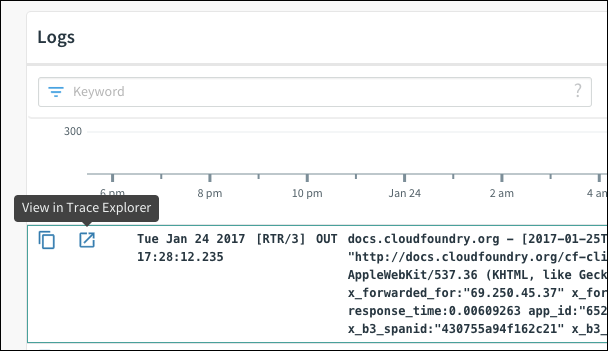 Logs
Keyword ?
300
6 pm 8 pm 10 pm Jan 24 2 am 4 am
View in Trace Explorer
Tue Jan 24 2017 [RTR/3] OUT docs.cloudfoundry.org - [2017-01-25T
17:28:12.235 "http://docs.cloudfoundry.org/cf-cli
AppleWebKit/537.36 (KHTML, like Geck
x_forwarded_for:"69.250.45.37" x_for
response_time:0.00609263 app_id:"652
x_b3_spanid:"430755a94f162c21" x_b3_